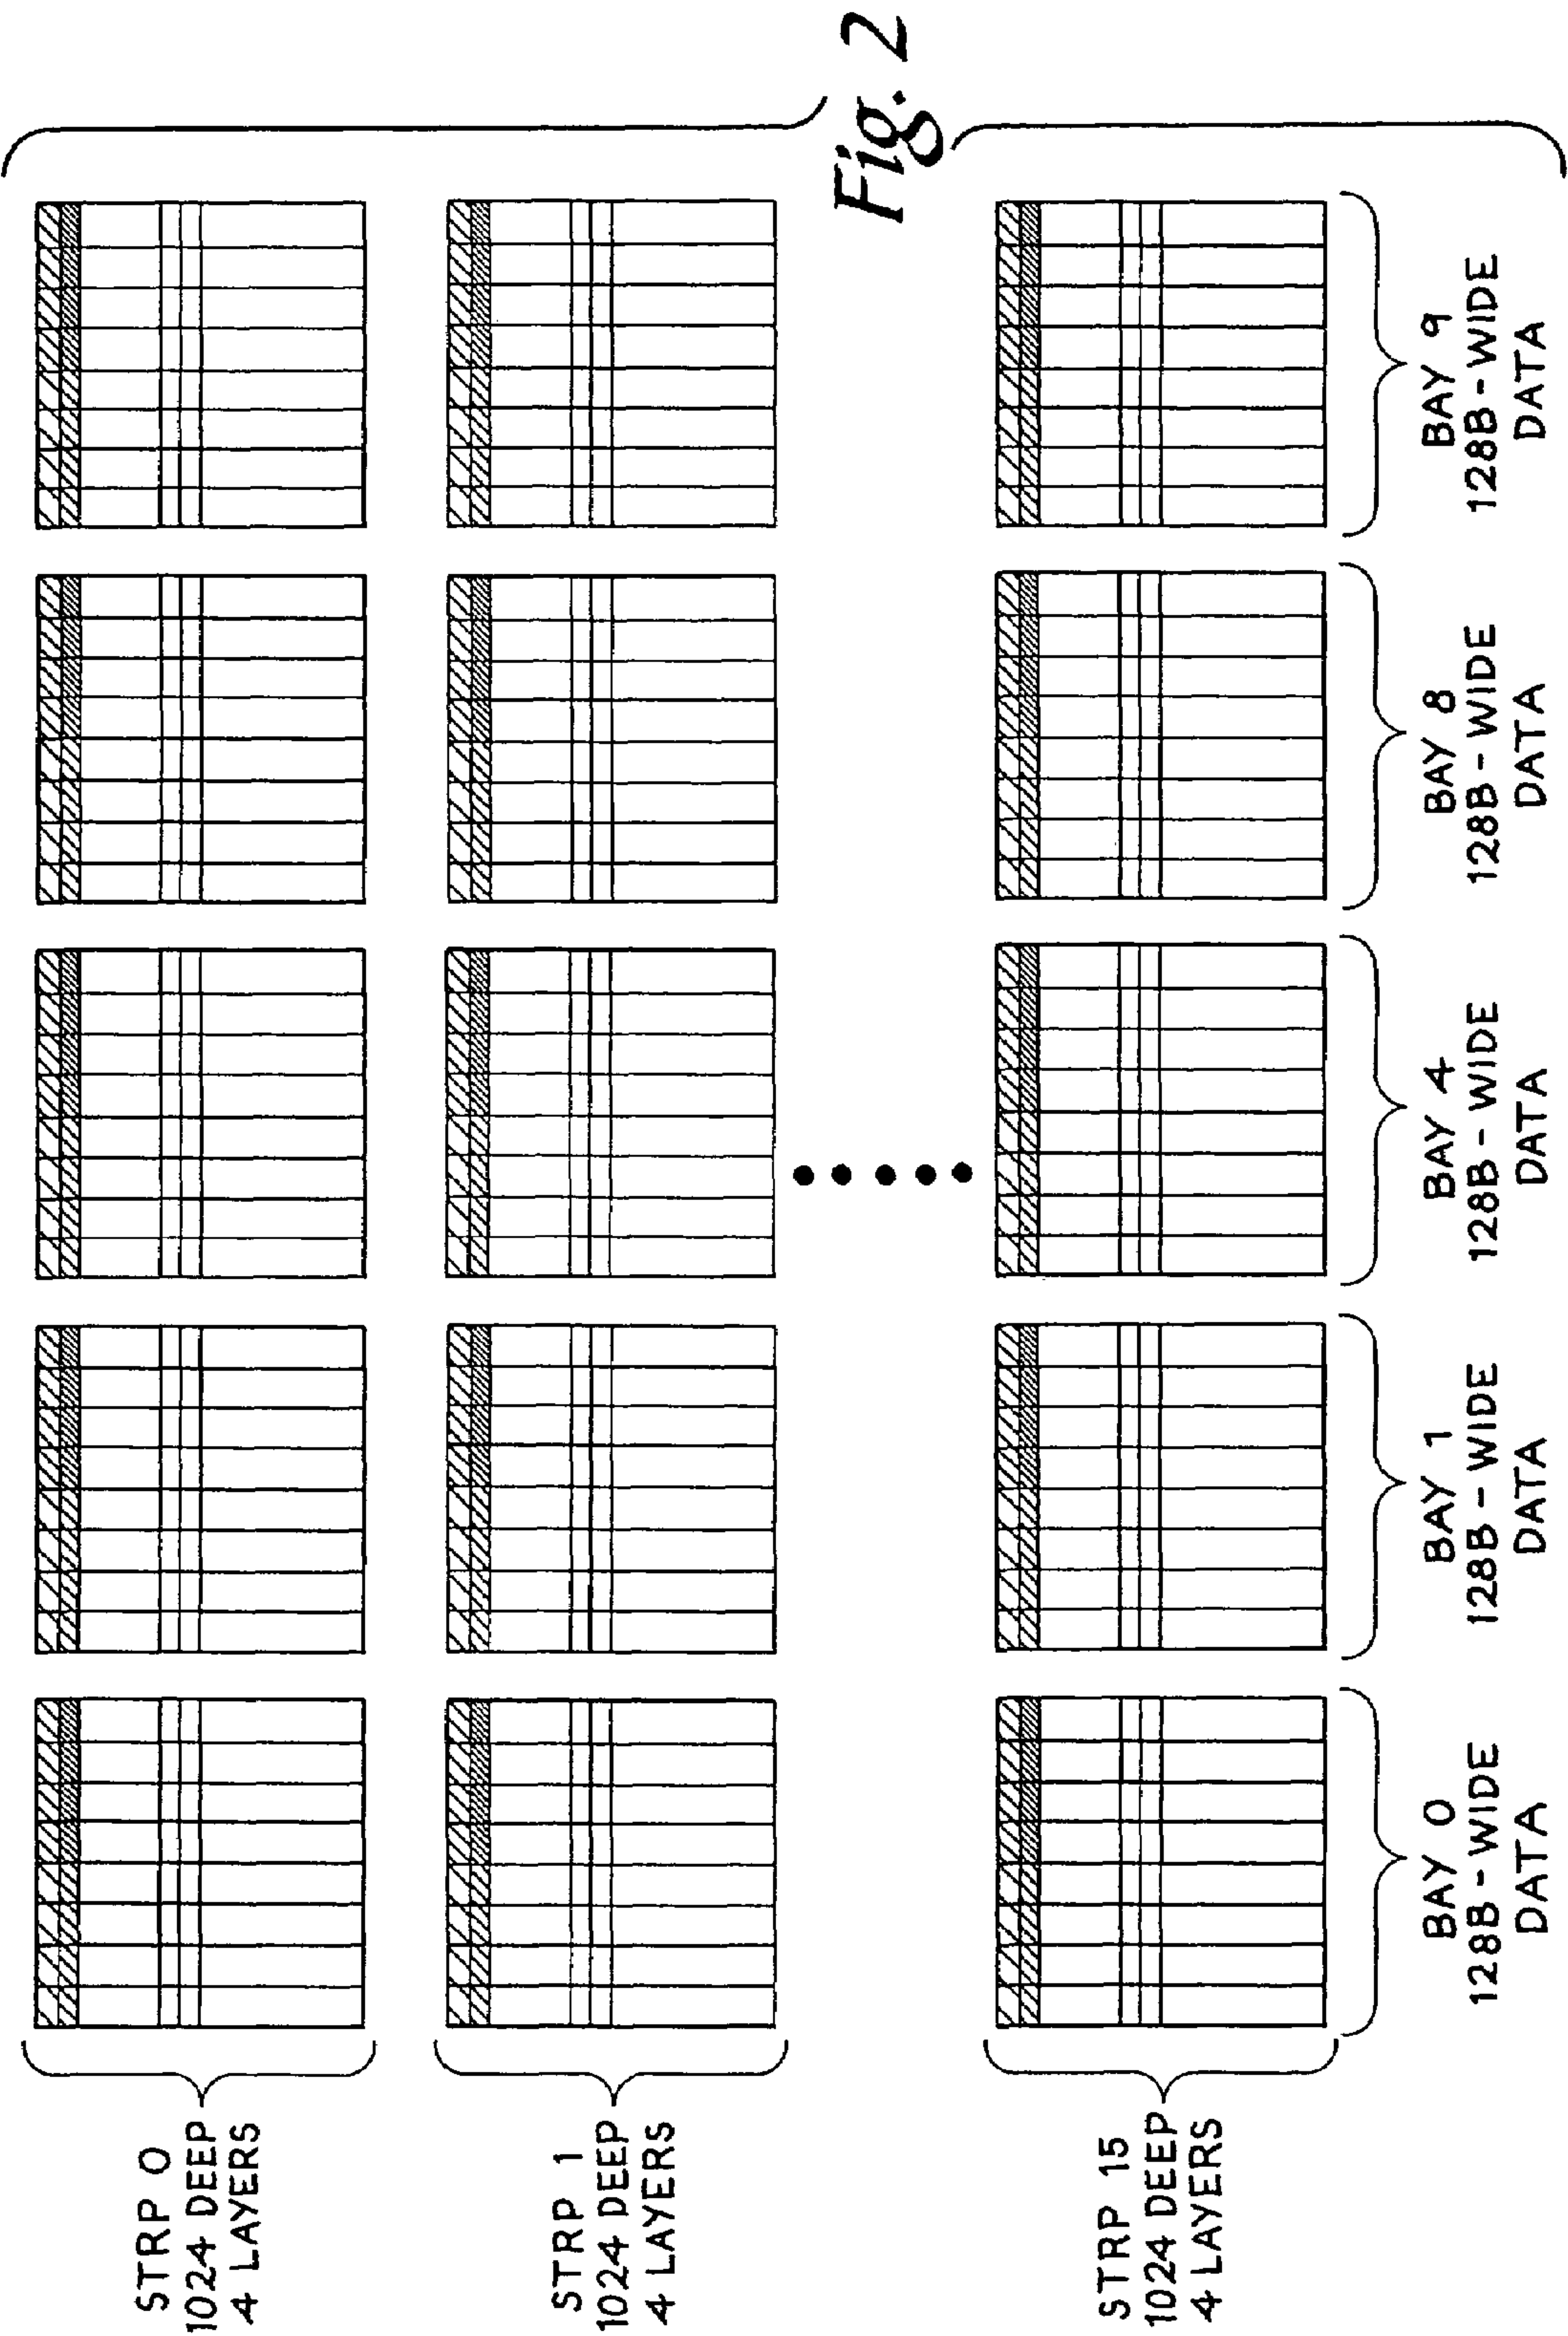 STRP 0
1024 DEEP
4 LAYERS
STRP 1
1024 DEEP
4 LAYERS
STRP 15
1024 DEEP
4 LAYERS
BAY 0
128B-WIDE
DATA
BAY 1
128B-WIDE
DATA
BAY 4
128B-WIDE
DATA
BAY 8
128B-WIDE
DATA
BAY 9
128B-WIDE
DATA
Fig. 2